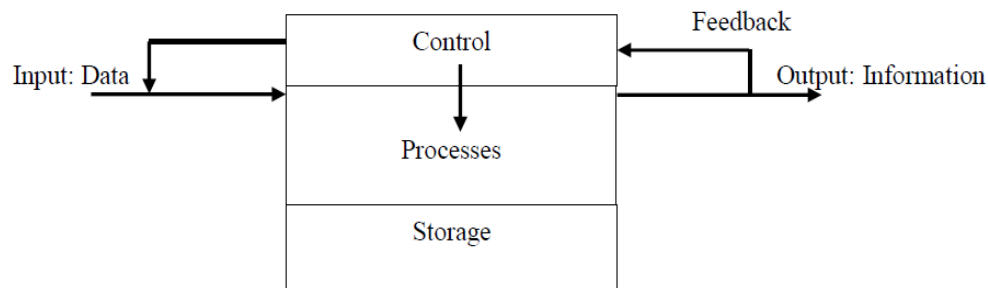 Feedback
Control
Input: Data
Output: Information
Processes
Storage